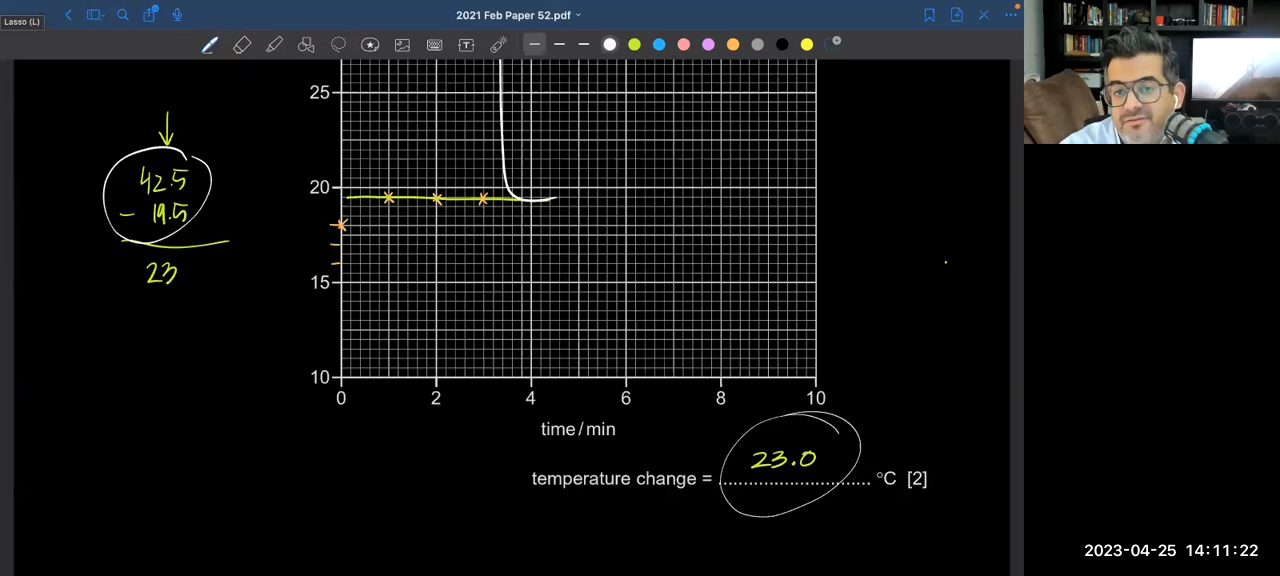 Lasso (L)
2021 Feb Paper 52.pdf
25
42.5
20
- 19.5
23
15
10
0 2 4 6 8 10
time/min
23.0
temperature change = .............................. °C [2]
2023-04-25 14:11:22